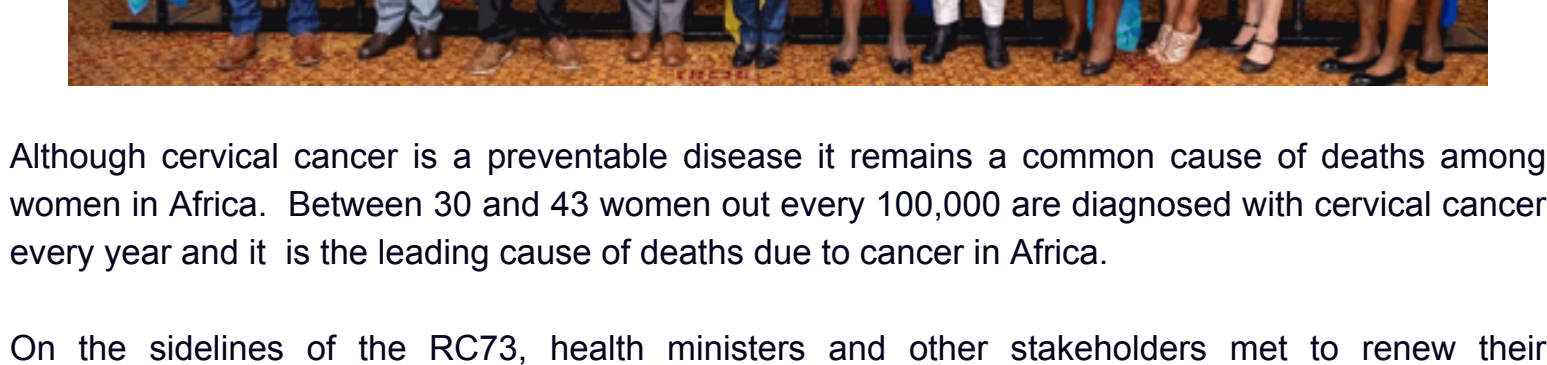 Although cervical cancer is a preventable disease it remains a common cause of deaths among
women in Africa.  Between 30 and 43 women out every 100,000 are diagnosed with cervical cancer
every year and it  is the leading cause of deaths due to cancer in Africa.
On the sidelines of the RC73, health ministers and other stakeholders met to renew their